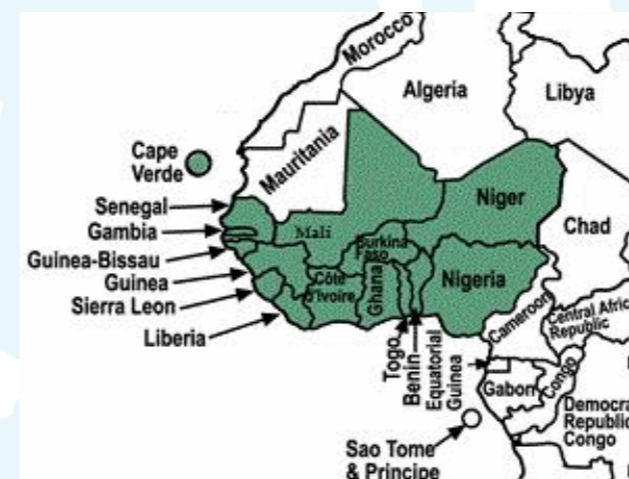 Morocco
Algeria
Libya
Cape
Verde
Mauritania
Senegal
Gambia
Guinea-Bissau
Guinea
Sierra Leon
Liberia
Mali
Niger
Chad
Burkina
Faso
Côte
d'Ivoire
Ghana
Nigeria
Togo
Benin
Equatorial
Guinea
Cameroon
Central Afric
Republic
Gabon
Congo
Democra
Republic
Congo
Sao Tome
& Principe